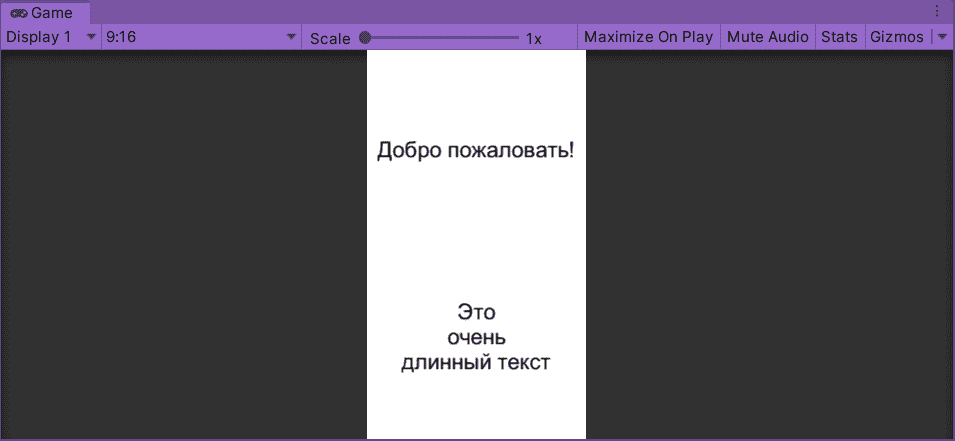 Game
Display 1 9:16 Scale 1x Maximize On Play Mute Audio Stats Gizmos
Добро пожаловать!
Это
очень
длинный текст